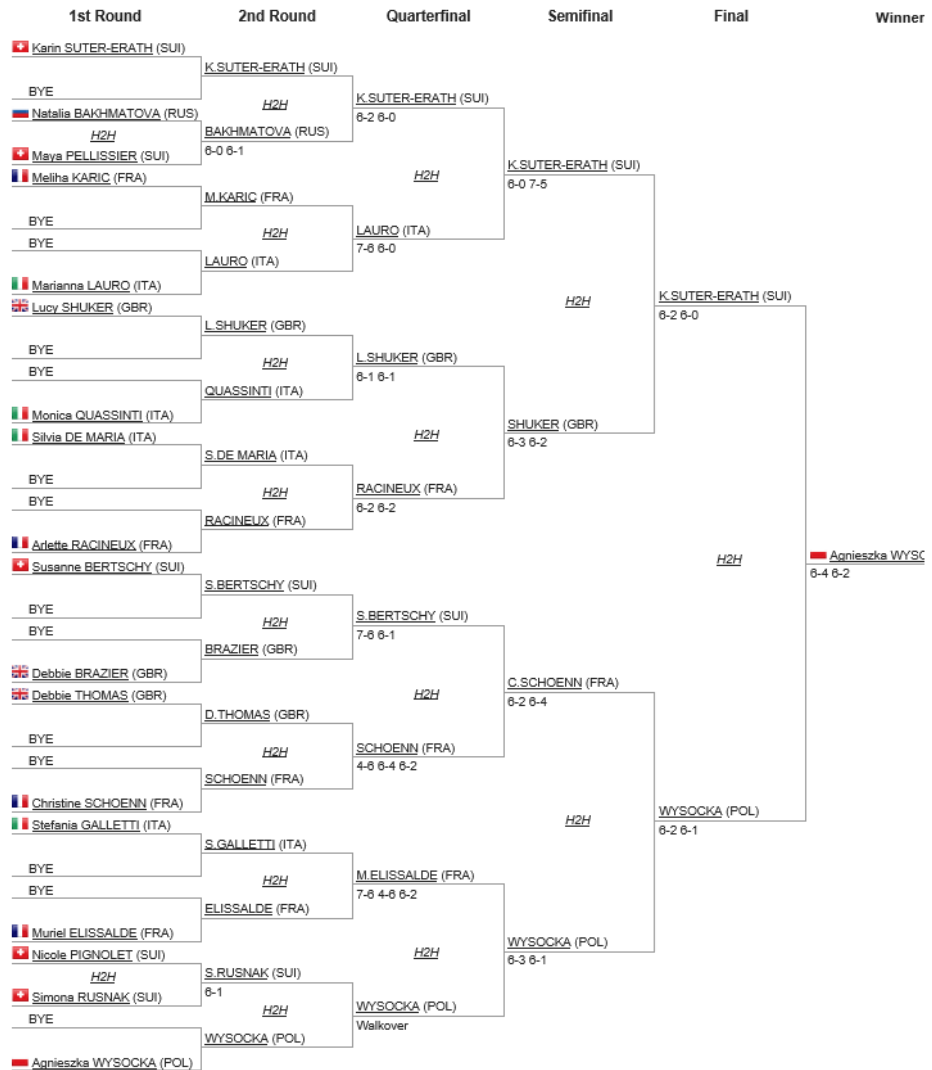 1st Round 2nd Round Quarterfinal Semifinal Final Winner
Karin SUTER-ERATH (SUI)
K.SUTER-ERATH (SUI)
BYE
H2H
K.SUTER-ERATH (SUI)
6-2 6-0
Natalia BAKHMATOVA (RUS)
H2H
BAKHMATOVA (RUS)
6-0 6-1
Maya PELLISSIER (SUI)
H2H
K.SUTER-ERATH (SUI)
6-0 7-5
Meliha KARIC (FRA)
M.KARIC (FRA)
BYE
H2H
LAURO (ITA)
7-6 6-0
BYE
LAURO (ITA)
Marianna LAURO (ITA)
H2H
K.SUTER-ERATH (SUI)
6-2 6-0
Lucy SHUKER (GBR)
L.SHUKER (GBR)
BYE
H2H
L.SHUKER (GBR)
6-1 6-1
BYE
QUASSINTI (ITA)
Monica QUASSINTI (ITA)
H2H
SHUKER (GBR)
6-3 6-2
Silvia DE MARIA (ITA)
S.DE MARIA (ITA)
BYE
H2H
RACINEUX (FRA)
6-2 6-2
BYE
RACINEUX (FRA)
Arlette RACINEUX (FRA)
H2H
Agnieszka WYSC
6-4 6-2
Susanne BERTSCHY (SUI)
S.BERTSCHY (SUI)
BYE
H2H
S.BERTSCHY (SUI)
7-6 6-1
BYE
BRAZIER (GBR)
Debbie BRAZIER (GBR)
H2H
C.SCHOENN (FRA)
6-2 6-4
Debbie THOMAS (GBR)
D.THOMAS (GBR)
BYE
H2H
SCHOENN (FRA)
4-6 6-4 6-2
BYE
SCHOENN (FRA)
Christine SCHOENN (FRA)
H2H
WYSOCKA (POL)
6-2 6-1
Stefania GALLETTI (ITA)
S.GALLETTI (ITA)
BYE
H2H
M.ELISSALDE (FRA)
7-6 4-6 6-2
BYE
ELISSALDE (FRA)
Muriel ELISSALDE (FRA)
H2H
WYSOCKA (POL)
6-3 6-1
Nicole PIGNOLET (SUI)
H2H
S.RUSNAK (SUI)
6-1
Simona RUSNAK (SUI)
H2H
WYSOCKA (POL)
Walkover
BYE
WYSOCKA (POL)
Agnieszka WYSOCKA (POL)